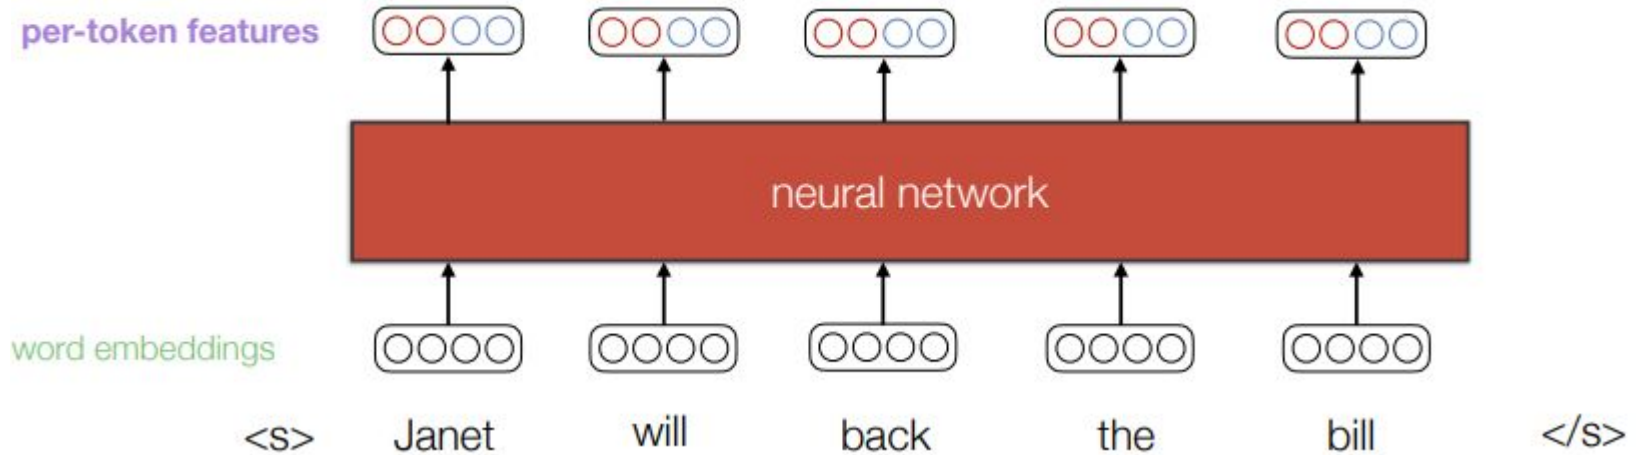 per-token features
neural network
word embeddings
<s> Janet will back the bill </s>